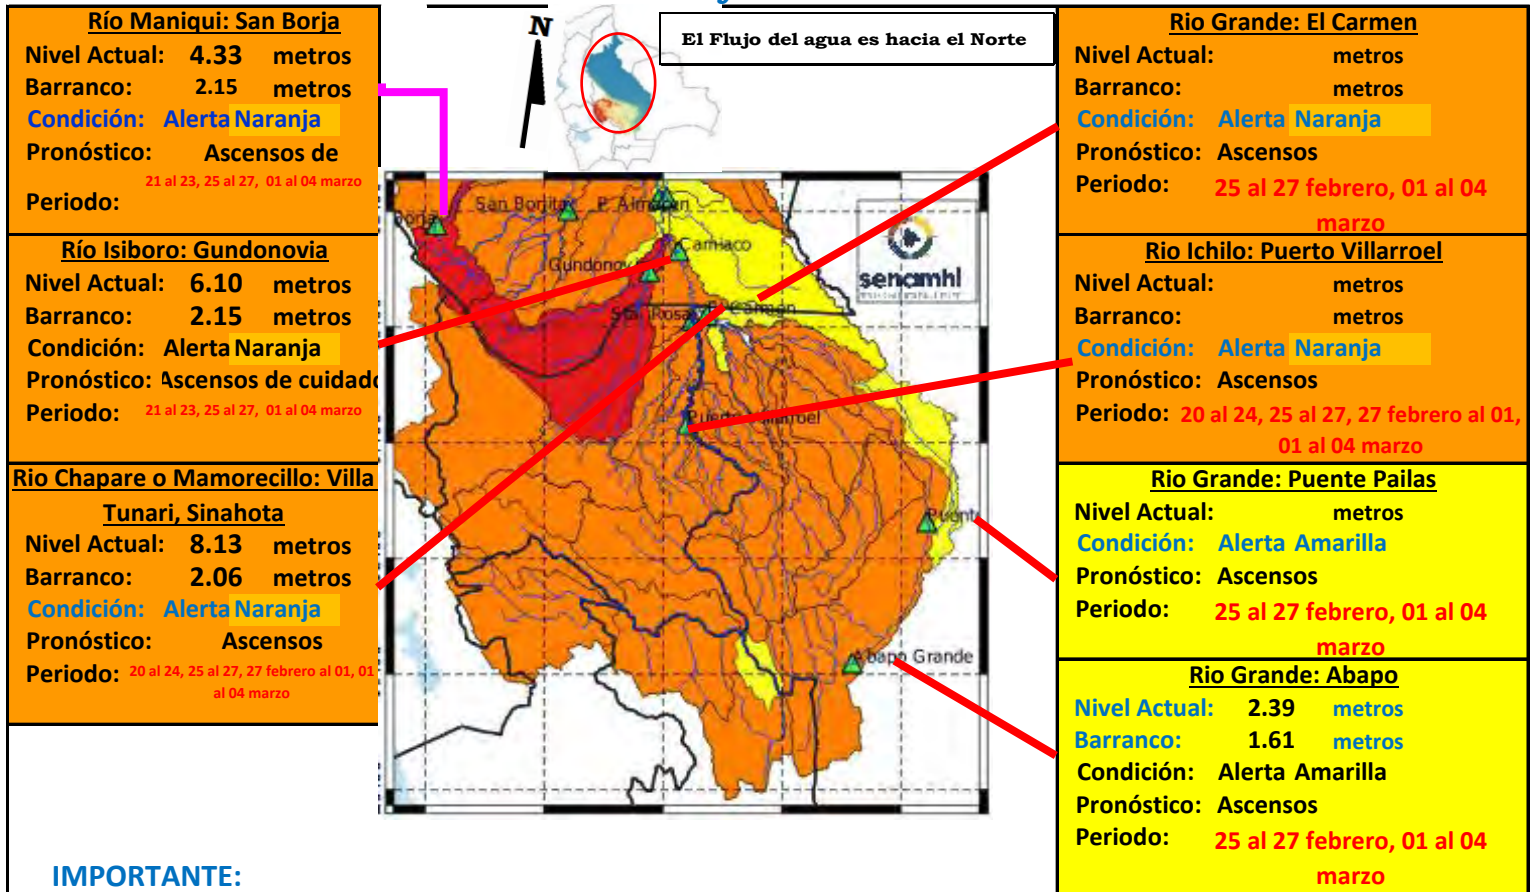 Río Maniqui: San Borja
Nivel Actual: 4.33 metros
Barranco: 2.15 metros
Condición: Alerta Naranja
Pronóstico: Ascensos de
21 al 23, 25 al 27, 01 al 04 marzo
Periodo:
Río Isiboro: Gundonovia
Nivel Actual: 6.10 metros
Barranco: 2.15 metros
Condición: Alerta Naranja
Pronóstico: Ascensos de cuidado
Periodo: 21 al 23, 25 al 27, 01 al 04 marzo
Rio Chapare o Mamorecillo: Villa
Tunari, Sinahota
Nivel Actual: 8.13 metros
Barranco: 2.06 metros
Condición: Alerta Naranja
Pronóstico: Ascensos
Periodo: 20 al 24, 25 al 27, 27 febrero al 01, 01
al 04 marzo
IMPORTANTE:
N
El Flujo del agua es hacia el Norte
Borja
San Borjita
P. Almacen
Camiaco
Gundonov
senamhi
Sta. Rosa
El Carmen
Puerto Villarroel
Puente
Abapo Grande
Rio Grande: El Carmen
Nivel Actual: metros
Barranco: metros
Condición: Alerta Naranja
Pronóstico: Ascensos
Periodo: 25 al 27 febrero, 01 al 04
marzo
Rio Ichilo: Puerto Villarroel
Nivel Actual: metros
Barranco: metros
Condición: Alerta Naranja
Pronóstico: Ascensos
Periodo: 20 al 24, 25 al 27, 27 febrero al 01,
01 al 04 marzo
Rio Grande: Puente Pailas
Nivel Actual: metros
Condición: Alerta Amarilla
Pronóstico: Ascensos
Periodo: 25 al 27 febrero, 01 al 04
marzo
Rio Grande: Abapo
Nivel Actual: 2.39 metros
Barranco: 1.61 metros
Condición: Alerta Amarilla
Pronóstico: Ascensos
Periodo: 25 al 27 febrero, 01 al 04
marzo